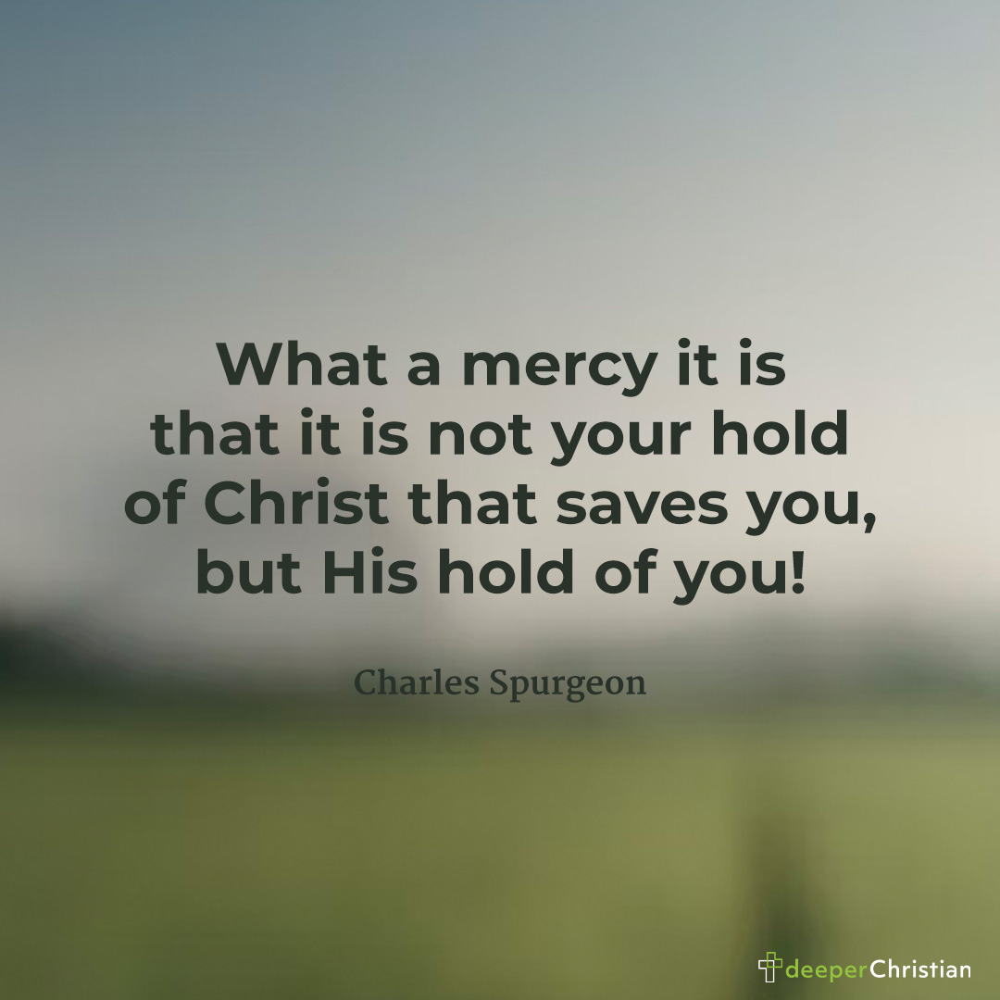 What a mercy it is
that it is not your hold
of Christ that saves you,
but His hold of you!
Charles Spurgeon
deeperChristian